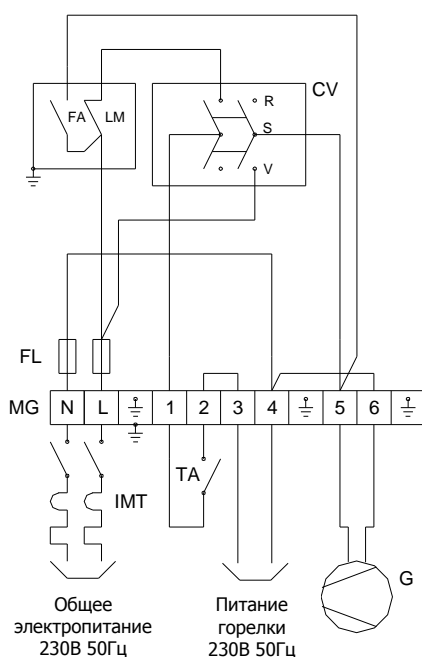 CV
R
FA LM
S
V
FL
MG N L 1 2 3 4 5 6
TA
IMT
G
Общее
электропитание
230В 50Гц
Питание
горелки
230В 50Гц